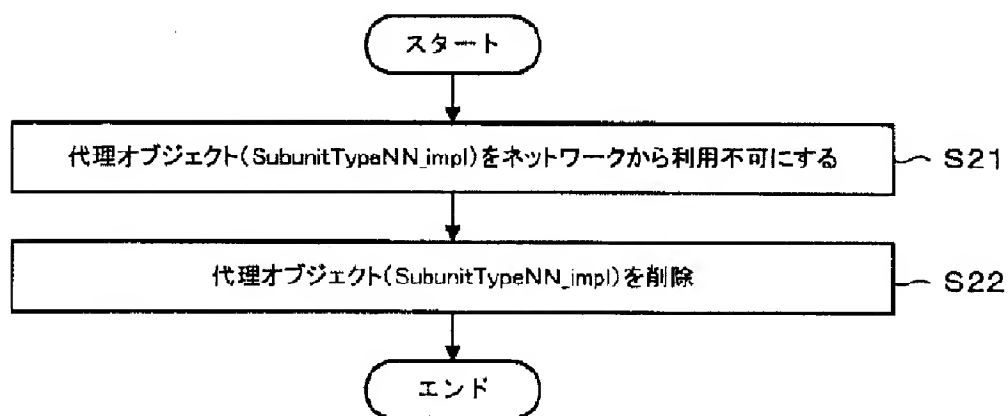 スタート
代理オブジェクト(SubunitTypeNN_impl)をネットワークから利用不可にする
S21
代理オブジェクト(SubunitTypeNN_impl)を削除
S22
エンド